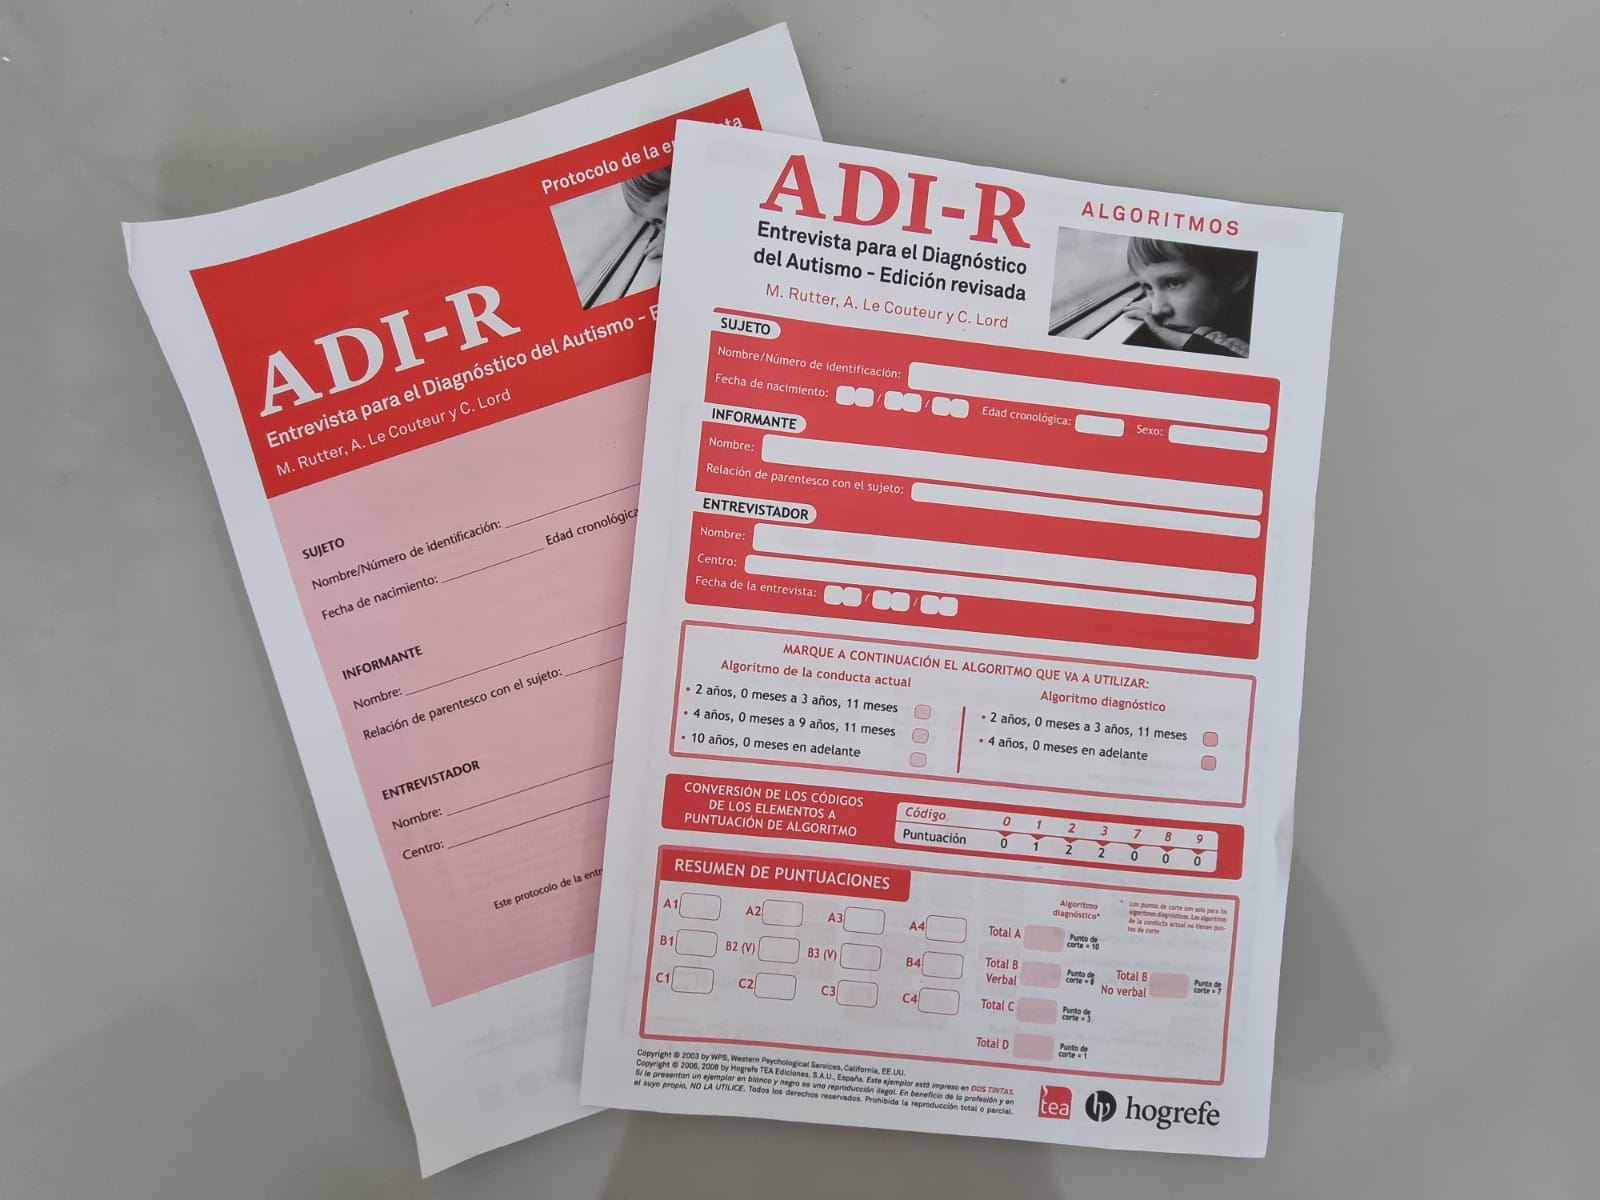 Protocolo de la
ADI-R
Entrevista para el Diagnóstico del Autismo -
M. Rutter, A. Le Couteur y C. Lord
SUJETO
Nombre/Número de identificación:
Fecha de nacimiento: Edad cronológica
INFORMANTE
Nombre:
Relación de parentesco con el sujeto:
ENTREVISTADOR
Nombre:
Centro:
Este protocolo de la entr
ADI-R
ALGORITMOS
Entrevista para el Diagnóstico
del Autismo - Edición revisada
M. Rutter, A. Le Couteur y C. Lord
SUJETO
Nombre/Número de identificación:
Fecha de nacimiento: / / Edad cronológica: Sexo:
INFORMANTE
Nombre:
Relación de parentesco con el sujeto:
ENTREVISTADOR
Nombre:
Centro:
Fecha de la entrevista: / /
MARQUE A CONTINUACIÓN EL ALGORITMO QUE VA A UTILIZAR:
Algoritmo de la conducta actual
• 2 años, 0 meses a 3 años, 11 meses
• 4 años, 0 meses a 9 años, 11 meses
• 10 años, 0 meses en adelante
Algoritmo diagnóstico
• 2 años, 0 meses a 3 años, 11 meses
• 4 años, 0 meses en adelante
CONVERSIÓN DE LOS CÓDIGOS
DE LOS ELEMENTOS A
PUNTUACIÓN DE ALGORITMO
Código 0 1 2 3 7 8 9
Puntuación 0 1 2 2 0 0 0
RESUMEN DE PUNTUACIONES
Algoritmo
diagnóstico*
* Los puntos de corte son solo para los
algoritmos diagnósticos. Los algoritmos
de la conducta actual no tienen pun-
tos de corte
A1 A2 A3 A4 Total A Punto de
corte = 10
B1 B2 (V) B3 (V) B4 Total B
Verbal Punto de
corte = 8
Total B
No verbal Punto de
corte = 7
C1 C2 C3 C4 Total C Punto de
corte = 3
Total D Punto de
corte = 1
Copyright © 2003 by WPS, Western Psychological Services, California, EE.UU.
Copyright © 2006, 2008 by Hogrefe TEA Ediciones, S.A.U., España. Este ejemplar está impreso en DOS TINTAS.
Si le presentan un ejemplar en blanco y negro es una reproducción ilegal. En beneficio de la profesión y en
el suyo propio, NO LA UTILICE. Todos los derechos reservados. Prohibida la reproducción total o parcial.
tea
hogrefe